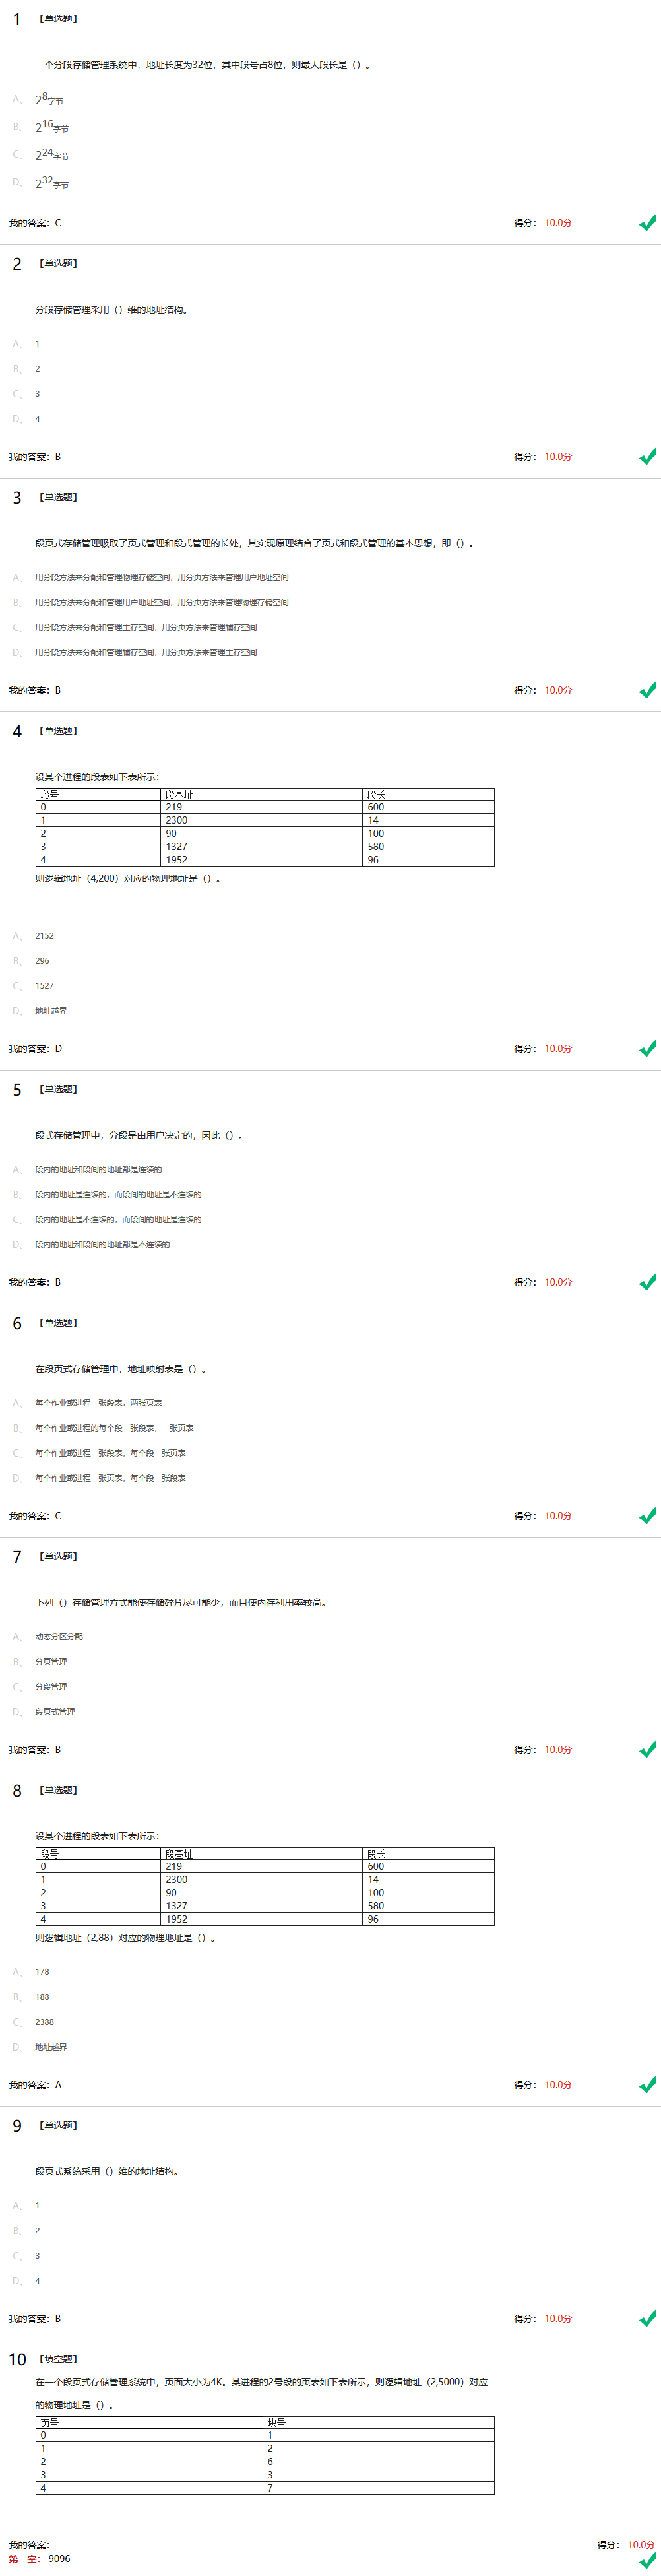 1 【单选题】
一个分段存储管理系统中，地址长度为32位，其中段号占8位，则最大段长是（）。
A、 2^8字节
B、 2^16字节
C、 2^24字节
D、 2^32字节
我的答案：C 得分： 10.0分
2 【单选题】
分段存储管理采用（）维的地址结构。
A、 1
B、 2
C、 3
D、 4
我的答案：B 得分： 10.0分
3 【单选题】
段页式存储管理吸取了页式管理和段式管理的长处，其实现原理结合了页式和段式管理的基本思想，即（）。
A、 用分段方法来分配和管理物理存储空间，用分页方法来管理用户地址空间
B、 用分段方法来分配和管理用户地址空间，用分页方法来管理物理存储空间
C、 用分段方法来分配和管理主存空间，用分页方法来管理辅存空间
D、 用分段方法来分配和管理辅存空间，用分页方法来管理主存空间
我的答案：B 得分： 10.0分
4 【单选题】
设某个进程的段表如下表所示：
段号 段基址 段长
0 219 600
1 2300 14
2 90 100
3 1327 580
4 1952 96
则逻辑地址（4,200）对应的物理地址是（）。
A、 2152
B、 296
C、 1527
D、 地址越界
我的答案：D 得分： 10.0分
5 【单选题】
段式存储管理中，分段是由用户决定的，因此（）。
A、 段内的地址和段间的地址都是连续的
B、 段内的地址是连续的，而段间的地址是不连续的
C、 段内的地址是不连续的，而段间的地址是连续的
D、 段内的地址和段间的地址都是不连续的
我的答案：B 得分： 10.0分
6 【单选题】
在段页式存储管理中，地址映射表是（）。
A、 每个作业或进程一张段表，两张页表
B、 每个作业或进程的每个段一张段表，一张页表
C、 每个作业或进程一张段表，每个段一张页表
D、 每个作业或进程一张页表，每个段一张段表
我的答案：C 得分： 10.0分
7 【单选题】
下列（）存储管理方式能使存储碎片尽可能少，而且使内存利用率较高。
A、 动态分区分配
B、 分页管理
C、 分段管理
D、 段页式管理
我的答案：B 得分： 10.0分
8 【单选题】
设某个进程的段表如下表所示：
段号 段基址 段长
0 219 600
1 2300 14
2 90 100
3 1327 580
4 1952 96
则逻辑地址（2,88）对应的物理地址是（）。
A、 178
B、 188
C、 2388
D、 地址越界
我的答案：A 得分： 10.0分
9 【单选题】
段页式系统采用（）维的地址结构。
A、 1
B、 2
C、 3
D、 4
我的答案：B 得分： 10.0分
10 【填空题】
在一个段页式存储管理系统中，页面大小为4K。某进程的2号段的页表如下表所示，则逻辑地址（2,5000）对应
的物理地址是（）。
页号 块号
0 1
1 2
2 6
3 3
4 7
我的答案： 得分： 10.0分
第一空： 9096